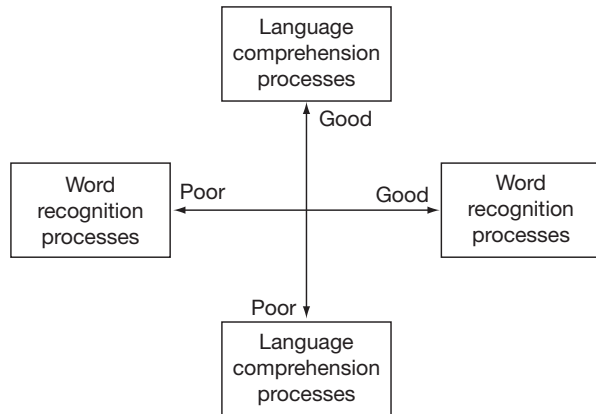 Language
comprehension
processes
Good
Word
recognition
processes
Poor
Good
Word
recognition
processes
Poor
Language
comprehension
processes